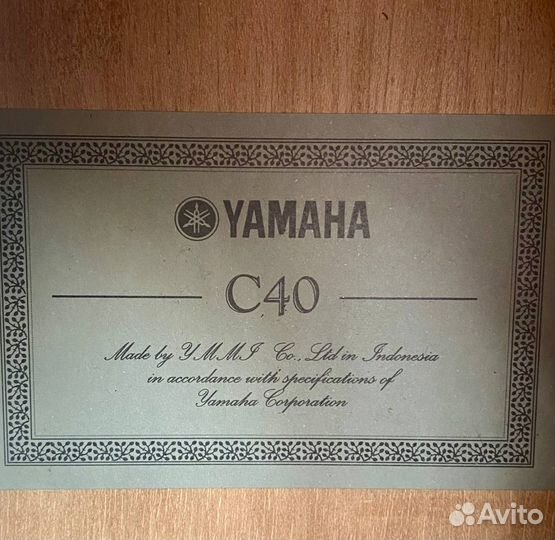 YAMAHA
C40
Made by YMMI Co., Ltd in Indonesia
in accordance with specifications of
Yamaha Corporation
Avito